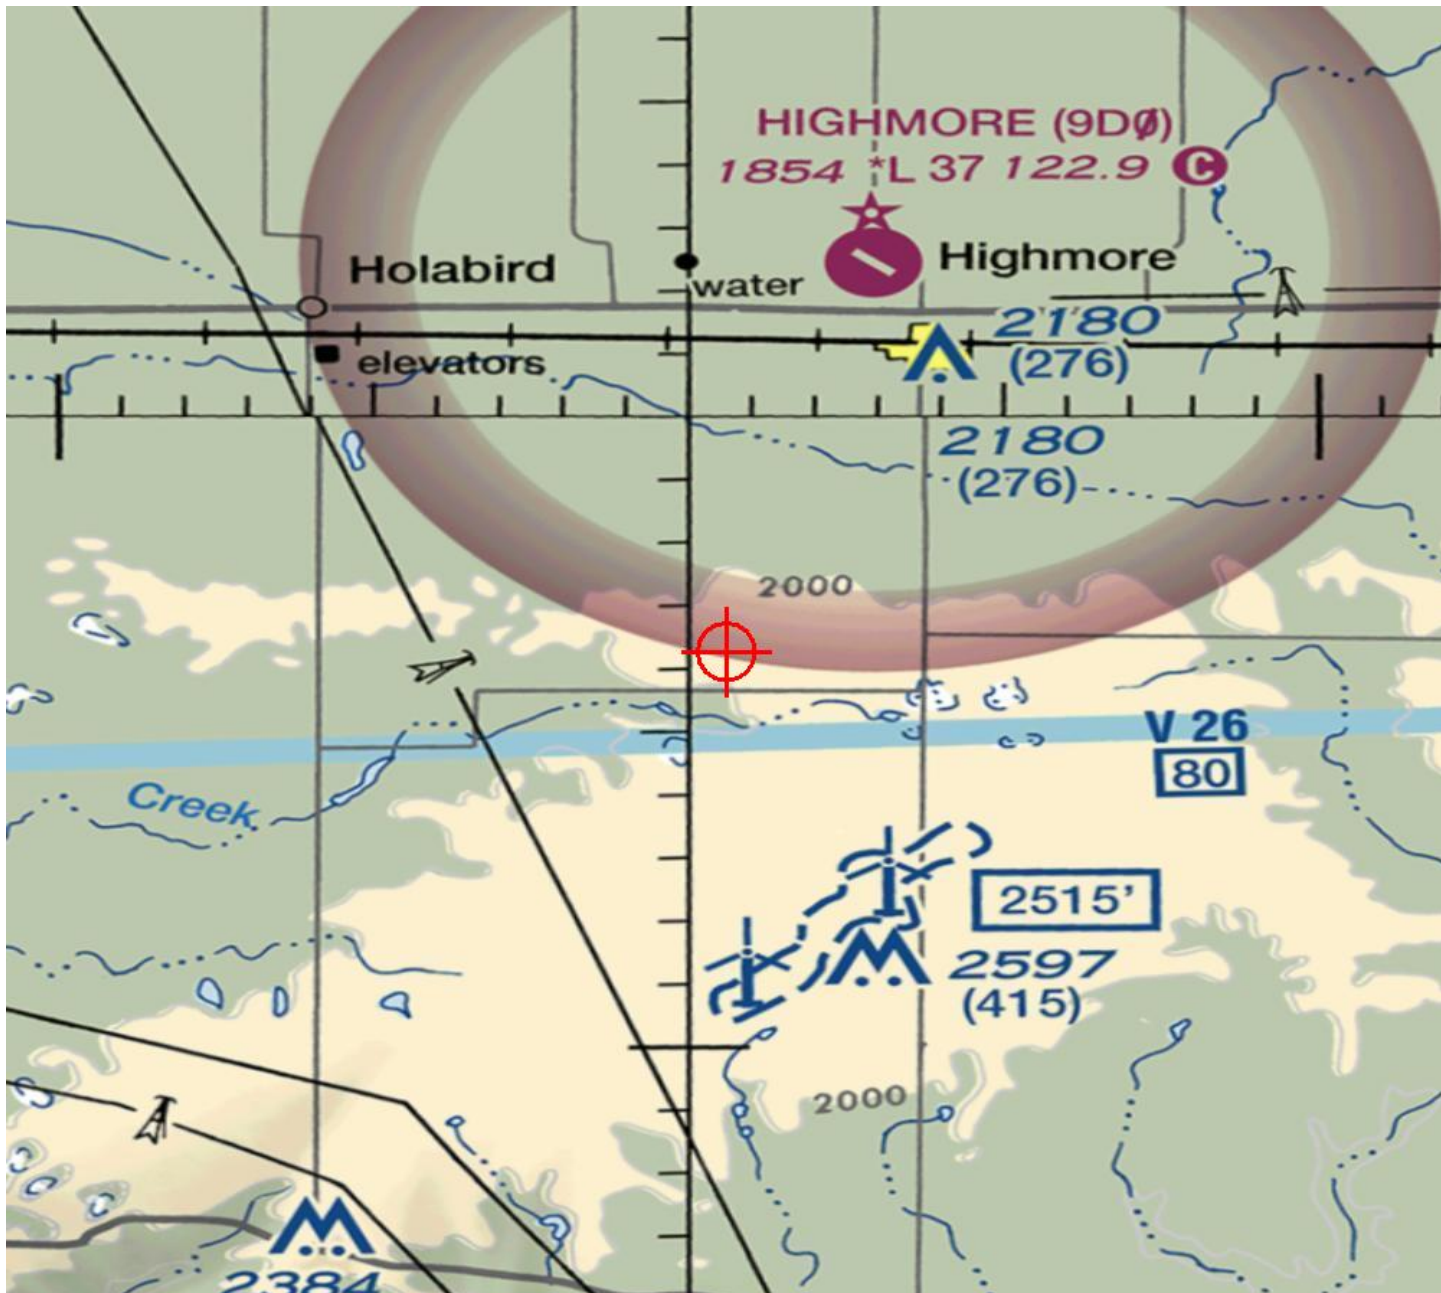 HIGHMORE (9DØ)
1854 *L 37 122.9 C
Holabird
Highmore
water
2180
(276)
elevators
2180
(276)
2000
V 26
80
Creek
2515'
2597
(415)
2000
2384